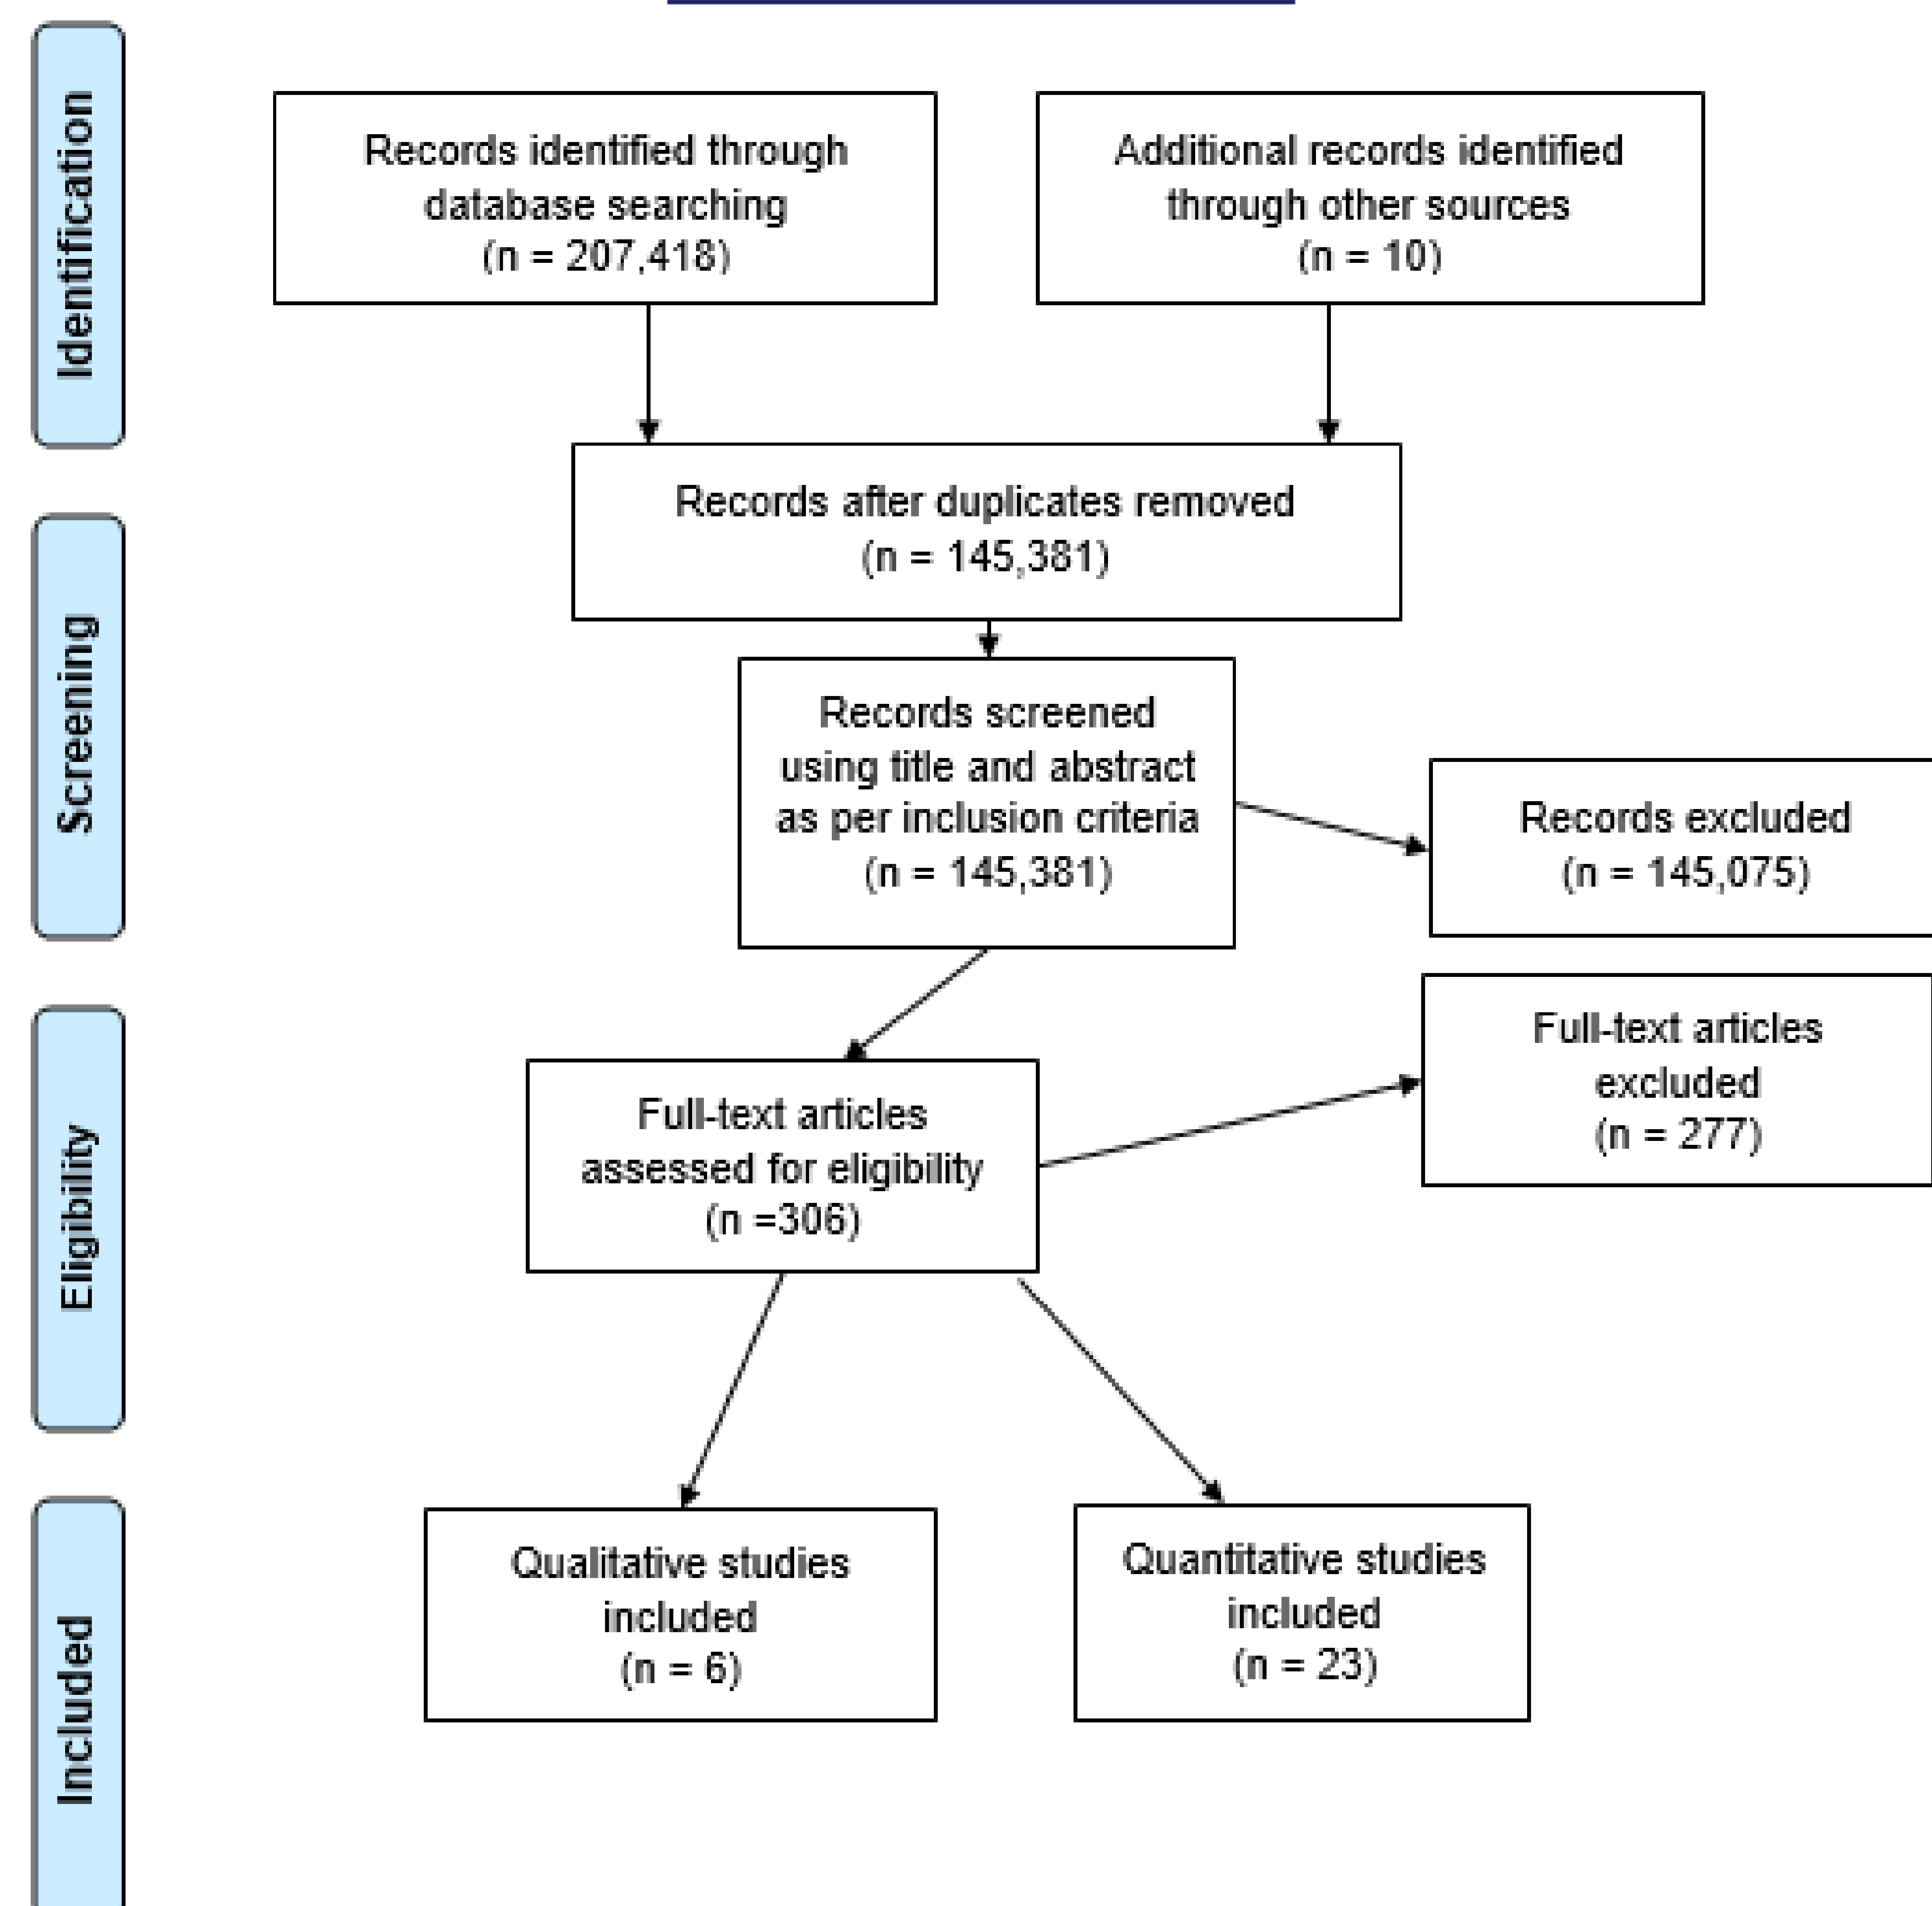 Identification
Records identified through
database searching
(n = 207,418)
Additional records identified
through other sources
(n = 10)
Records after duplicates removed
(n = 145,381)
Screening
Records screened
using title and abstract
as per inclusion criteria
(n = 145,381)
Records excluded
(n = 145,075)
Eligibility
Full-text articles
assessed for eligibility
(n =306)
Full-text articles
excluded
(n = 277)
Included
Qualitative studies
included
(n = 6)
Quantitative studies
included
(n = 23)